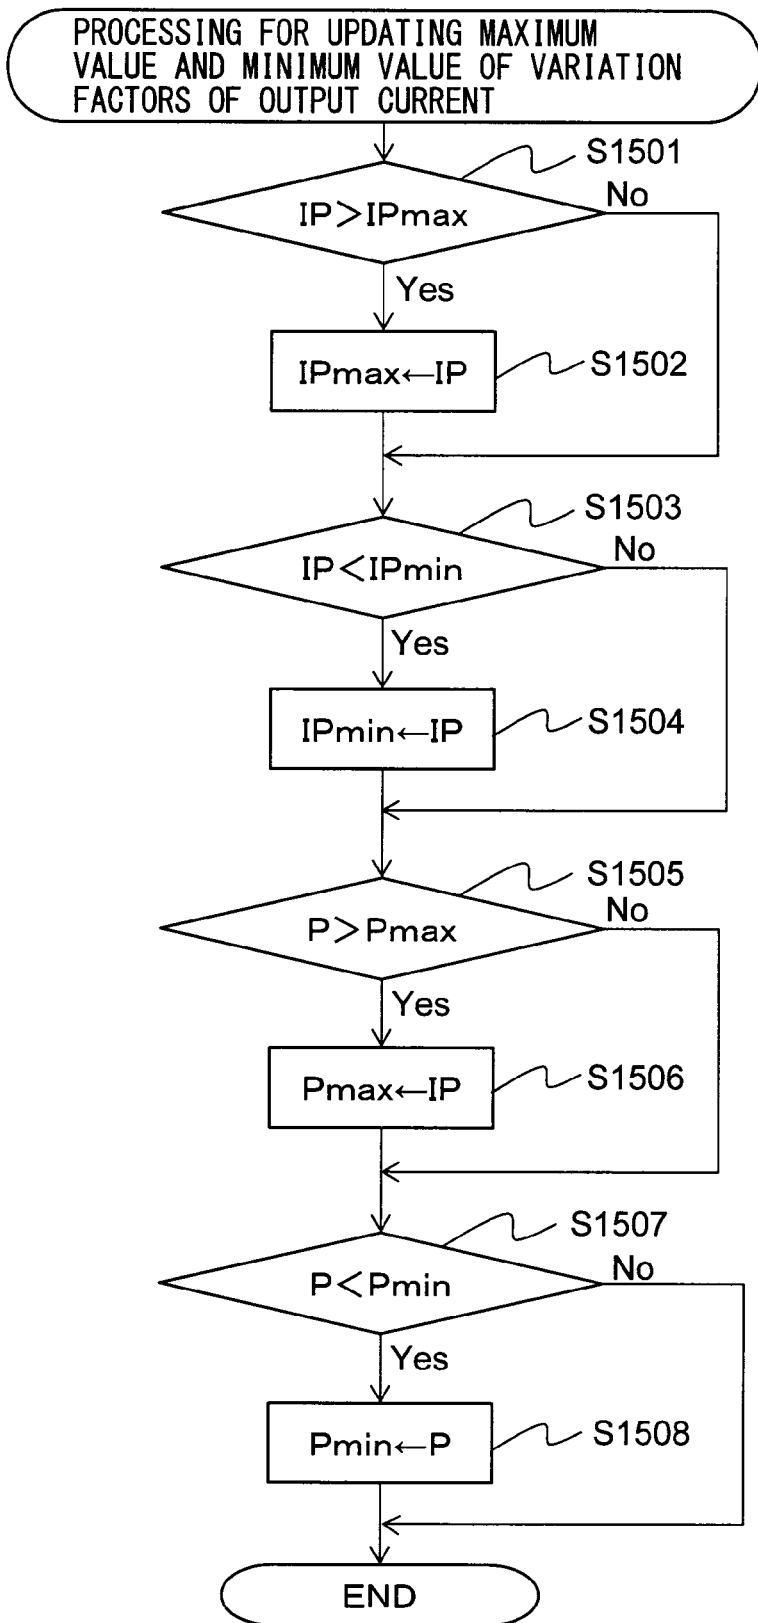 PROCESSING FOR UPDATING MAXIMUM
VALUE AND MINIMUM VALUE OF VARIATION
FACTORS OF OUTPUT CURRENT
S1501
IP>IPmax
No
Yes
IPmax←IP
S1502
S1503
IP<IPmin
No
Yes
IPmin←IP
S1504
S1505
P>Pmax
No
Yes
Pmax←IP
S1506
S1507
P<Pmin
No
Yes
Pmin←P
S1508
END